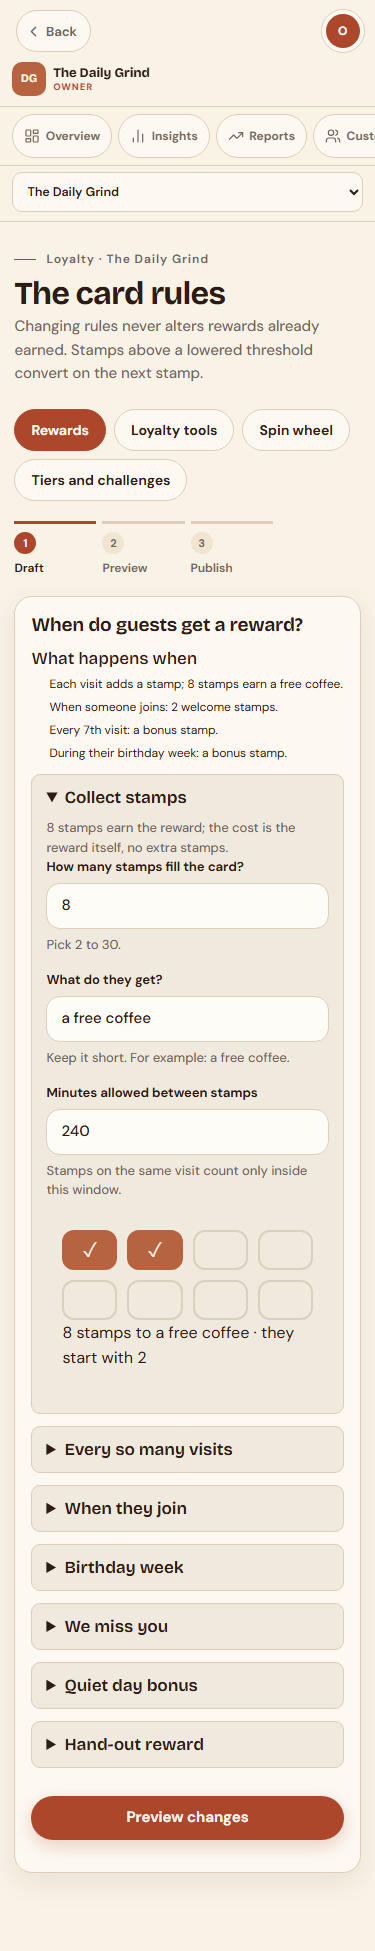 Back
O
DG
The Daily Grind
OWNER
Overview
Insights
Reports
Cust
The Daily Grind
Loyalty · The Daily Grind
The card rules
Changing rules never alters rewards already
earned. Stamps above a lowered threshold
convert on the next stamp.
Rewards
Loyalty tools
Spin wheel
Tiers and challenges
1
2
3
Draft
Preview
Publish
When do guests get a reward?
What happens when
Each visit adds a stamp; 8 stamps earn a free coffee.
When someone joins: 2 welcome stamps.
Every 7th visit: a bonus stamp.
During their birthday week: a bonus stamp.
▼ Collect stamps
8 stamps earn the reward; the cost is the
reward itself, no extra stamps.
How many stamps fill the card?
8
Pick 2 to 30.
What do they get?
a free coffee
Keep it short. For example: a free coffee.
Minutes allowed between stamps
240
Stamps on the same visit count only inside
this window.
✓ ✓
8 stamps to a free coffee · they
start with 2
▶ Every so many visits
▶ When they join
▶ Birthday week
▶ We miss you
▶ Quiet day bonus
▶ Hand-out reward
Preview changes